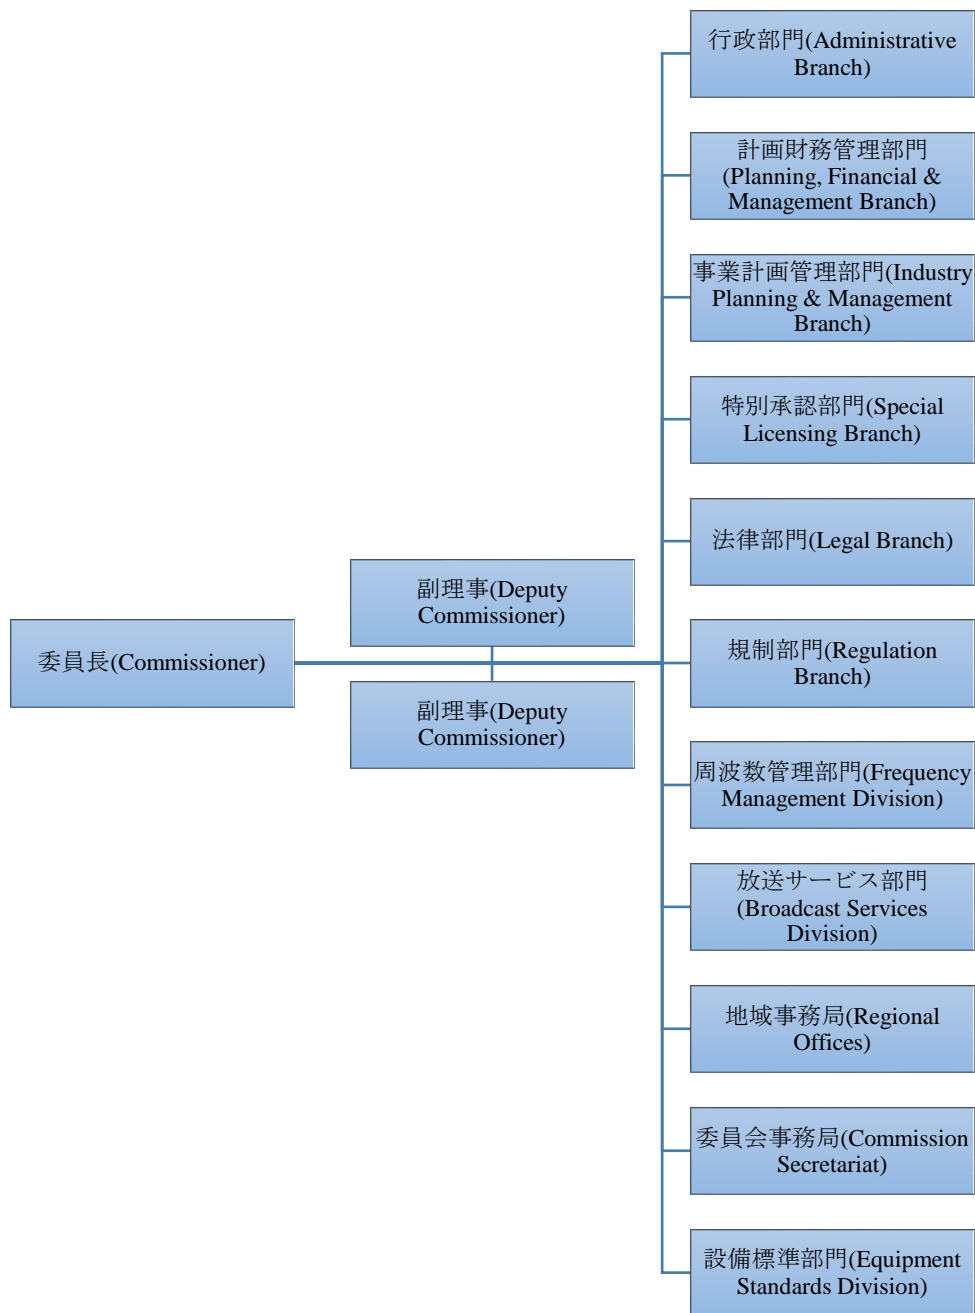 行政部門(Administrative
Branch)
計画財務管理部門
(Planning, Financial &
Management Branch)
事業計画管理部門(Industry
Planning & Management
Branch)
特別承認部門(Special
Licensing Branch)
法律部門(Legal Branch)
副理事(Deputy
Commissioner)
委員長(Commissioner)
規制部門(Regulation
Branch)
副理事(Deputy
Commissioner)
周波数管理部門(Frequency
Management Division)
放送サービス部門
(Broadcast Services
Division)
地域事務局(Regional
Offices)
委員会事務局(Commission
Secretariat)
設備標準部門(Equipment
Standards Division)